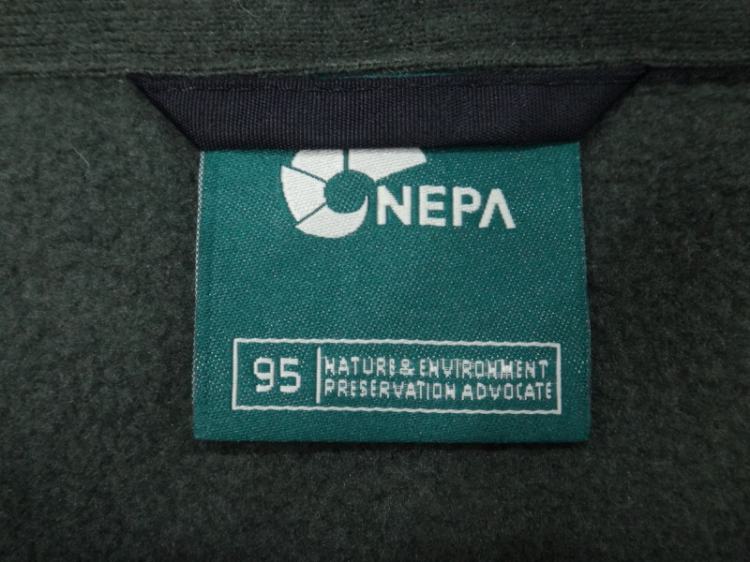 NEPA
95
NATURE & ENVIRONMENT
PRESERVATION ADVOCATE